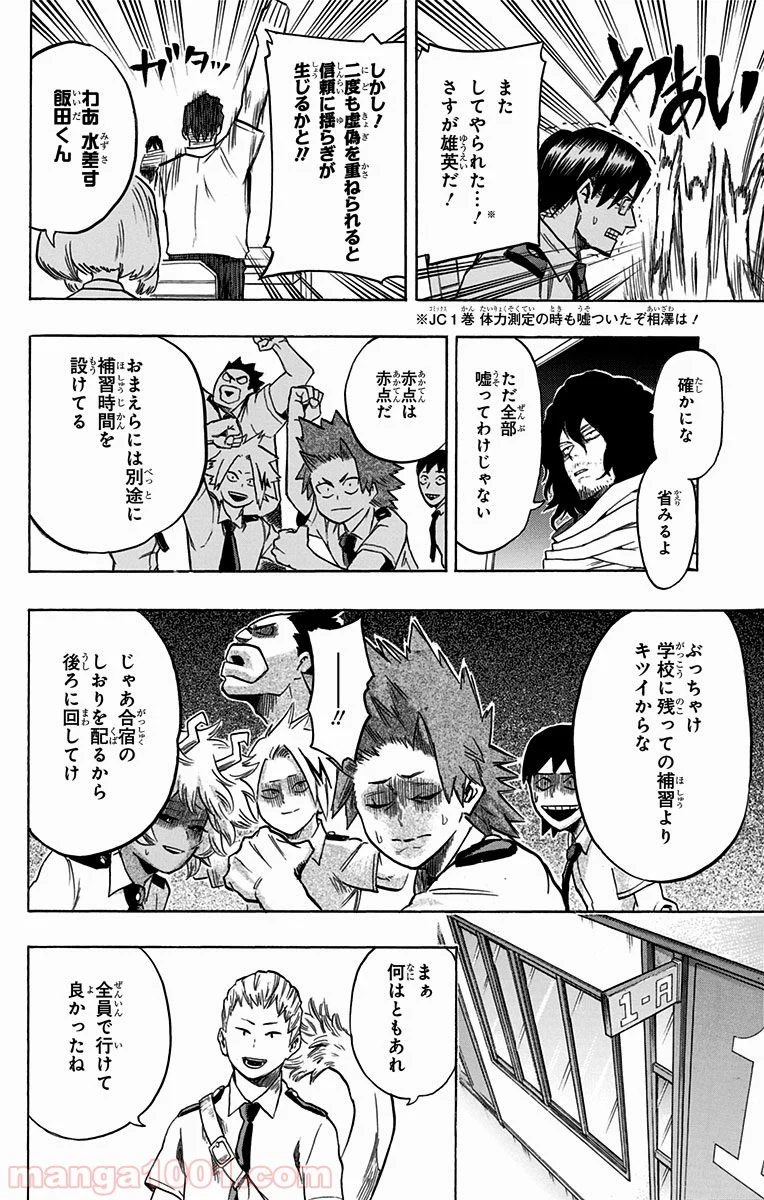 わあぁい
また
してやられた…!※
さすが雄英だ!
ガタッ
しかし!
二度も虚偽を重ねられると
信頼に揺らぎが
生じるかと!!
わあ 水差す
飯田くん
※JC1巻 体力測定の時も嘘ついたぞ相澤は!
確かにな
省みるよ
ただ全部
嘘ってわけじゃない
赤点は
赤点だ
おまえらには別途に
補習時間を
設けてる
ぶっちゃけ
学校に残っての補習より
キツイからな
――!!
じゃあ合宿の
しおりを配るから
後ろに回してけ
1-A
1
まぁ
何はともあれ
全員で行けて
良かったね
manga1001.com